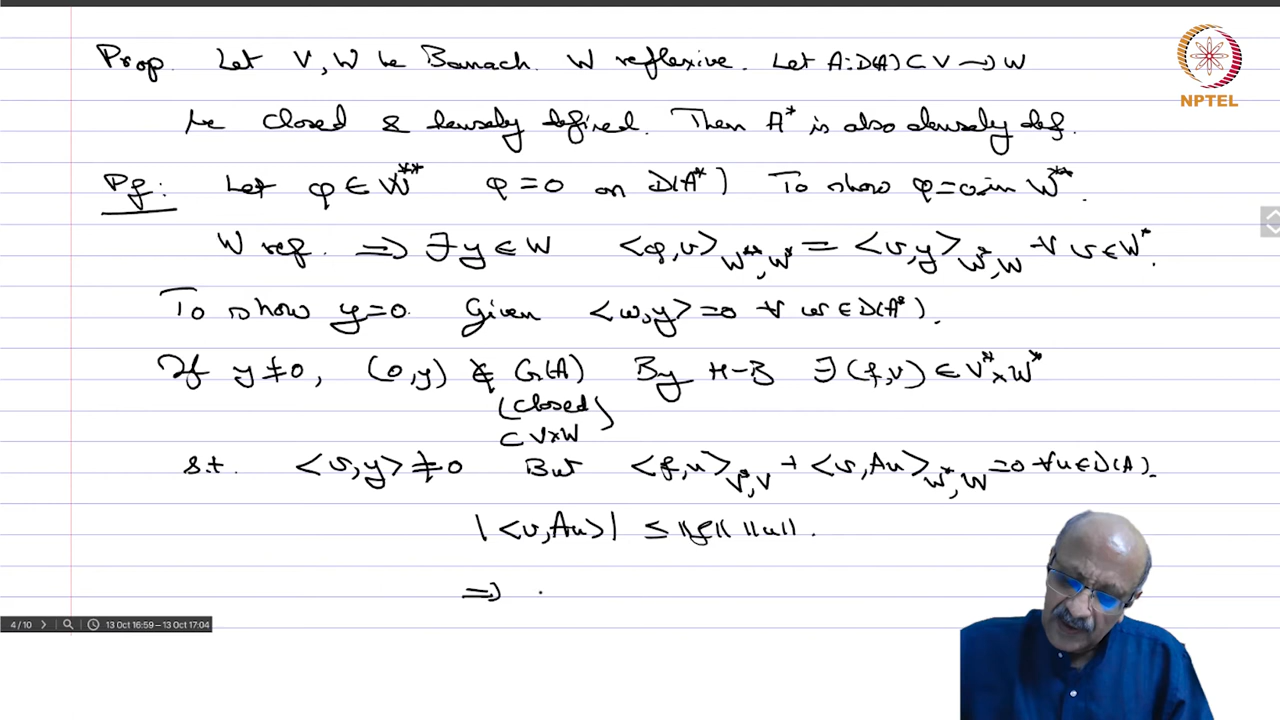 Prop. Let V, W be Banach. W reflexive. Let A: D(A) ⊂ V → W
be closed & densely defined. Then A* is also densely def.
Pf: Let φ ∈ W** φ = 0 on D(A*) To show φ = 0 in W**.
W ref. ⟹ ∃ y ∈ W <φ, v>_{W**, W*} = <v, y>_{W*, W} ∀ v ∈ W*.
To show y = 0. Given <w, y> = 0 ∀ w ∈ D(A*).
If y ≠ 0, (0, y) ∉ G(A) By H-B ∃ (f, v) ∈ V* × W*
(closed)
⊂ V×W
s.t. <v, y> ≠ 0 But <f, u>_{V*, V} + <v, Au>_{W*, W} = 0 ∀ u ∈ D(A).
|<v, Au>| ≤ ||f|| ||u||.
⟹
NPTEL
4 / 10 13 Oct 16:59 – 13 Oct 17:04